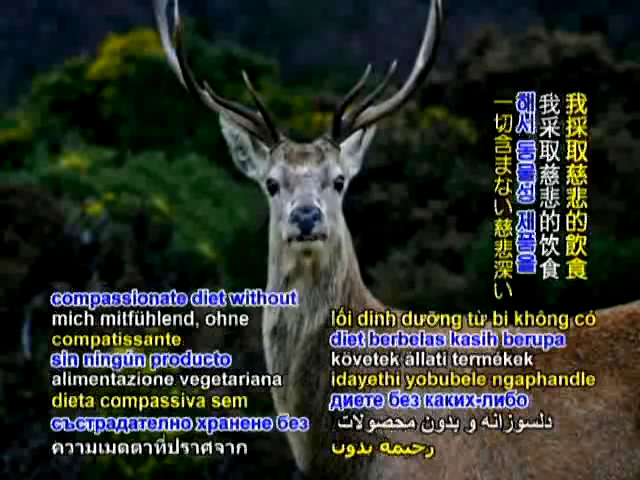 我採取慈悲的飲食
我采取慈悲的饮食
해서 동물성 제품을
一切含まない慈悲深い
compassionate diet without
mich mitfühlend, ohne
compatissante
sin ningún producto
alimentazione vegetariana
dieta compassiva sem
състрадателно хранене без
ความเมตตาที่ปราศจาก
lối dinh dưỡng từ bi không có
diet berbelas kasih berupa
követek állati termékek
idayethi yobubele ngaphandle
диете без каких-либо
دلسوزانه و بدون محصولات
رحيمة بدون